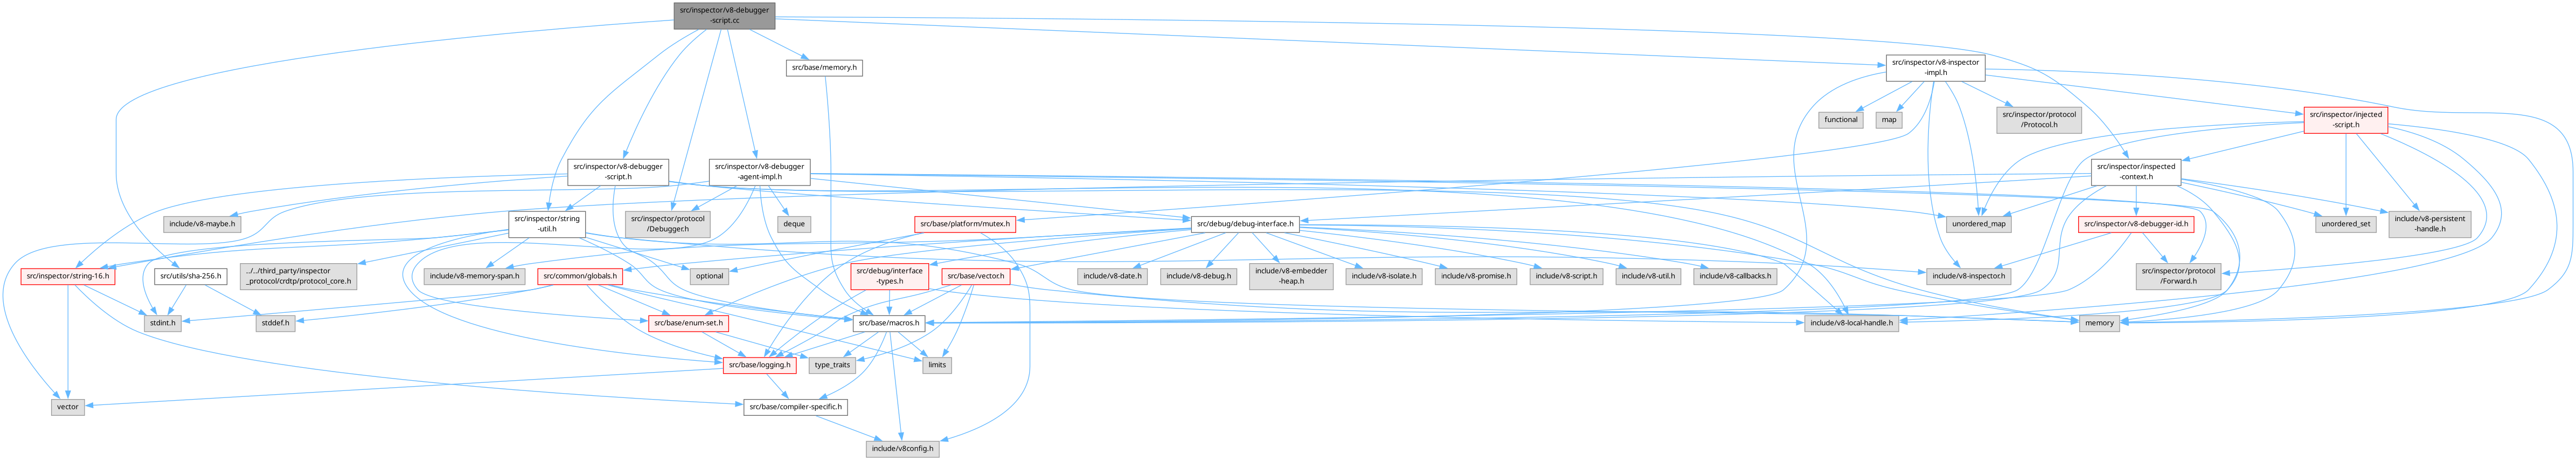 src/inspector/v8-debugger
-script.cc
src/base/memory.h
src/inspector/v8-inspector
-impl.h
functional
map
src/inspector/protocol
/Protocol.h
src/inspector/injected
-script.h
src/inspector/v8-debugger
-script.h
src/inspector/v8-debugger
-agent-impl.h
src/inspector/inspected
-context.h
include/v8-maybe.h
src/inspector/string
-util.h
src/inspector/protocol
/Debugger.h
deque
src/base/platform/mutex.h
src/debug/debug-interface.h
unordered_map
src/inspector/v8-debugger-id.h
unordered_set
include/v8-persistent
-handle.h
src/inspector/string-16.h
src/utils/sha-256.h
../../third_party/inspector
_protocol/crdtp/protocol_core.h
include/v8-memory-span.h
src/common/globals.h
optional
src/debug/interface
-types.h
src/base/vector.h
include/v8-date.h
include/v8-debug.h
include/v8-embedder
-heap.h
include/v8-isolate.h
include/v8-promise.h
include/v8-script.h
include/v8-util.h
include/v8-callbacks.h
include/v8-inspector.h
src/inspector/protocol
/Forward.h
stdint.h
stddef.h
src/base/enum-set.h
src/base/macros.h
include/v8-local-handle.h
memory
src/base/logging.h
type_traits
limits
vector
src/base/compiler-specific.h
include/v8config.h